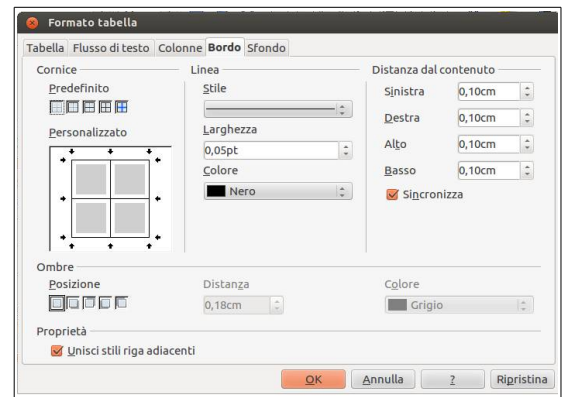 Formato tabella
Tabella Flusso di testo Colonne Bordo Sfondo
Cornice
Predefinito
Personalizzato
Linea
Stile
Larghezza
0,05pt
Colore
Nero
Distanza dal contenuto
Sinistra 0,10cm
Destra 0,10cm
Alto 0,10cm
Basso 0,10cm
Sincronizza
Ombre
Posizione
Distanza
0,18cm
Colore
Grigio
Proprietà
Unisci stili riga adiacenti
OK Annulla ? Ripristina